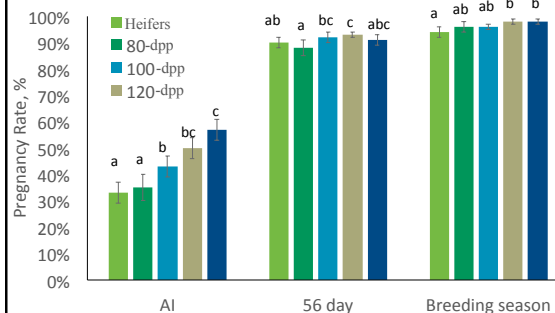 Pregnancy Rate, %
100%
90%
80%
70%
60%
50%
40%
30%
20%
10%
0%
Heifers
80-dpp
100-dpp
120-dpp
a a b bc c
ab a bc c abc
a ab ab b b
AI 56 day Breeding season